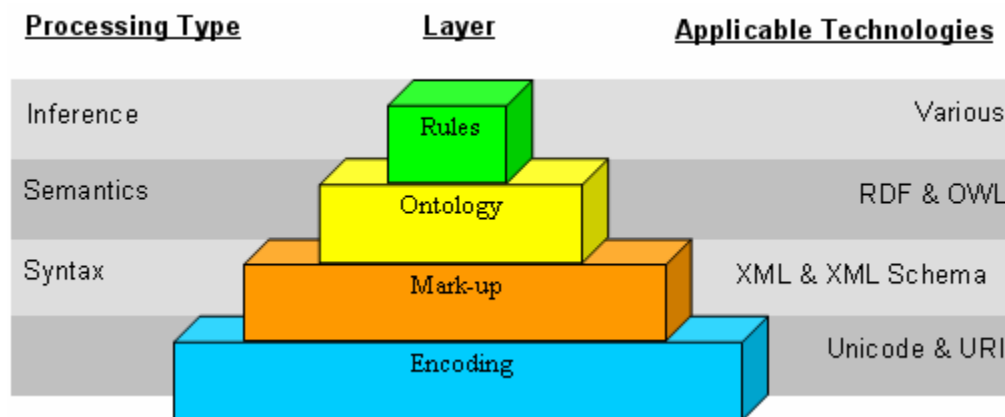 Processing Type Layer Applicable Technologies
Inference Rules Various
Semantics Ontology RDF & OWL
Syntax Mark-up XML & XML Schema
Encoding Unicode & URI